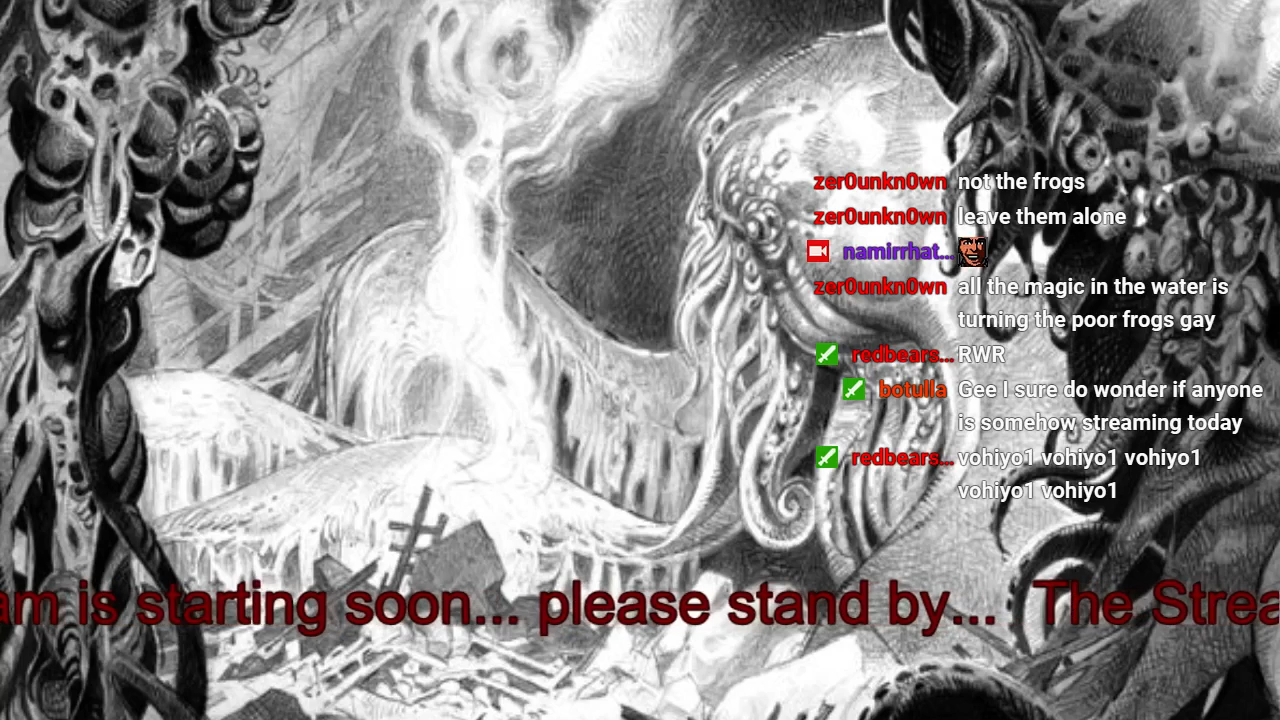 zer0unkn0wn not the frogs
zer0unkn0wn leave them alone
namirrhat...
zer0unkn0wn all the magic in the water is
turning the poor frogs gay
redbears... RWR
botulla Gee I sure do wonder if anyone
is somehow streaming today
redbears... vohiyo1 vohiyo1 vohiyo1
vohiyo1 vohiyo1
am is starting soon... please stand by... The Strea